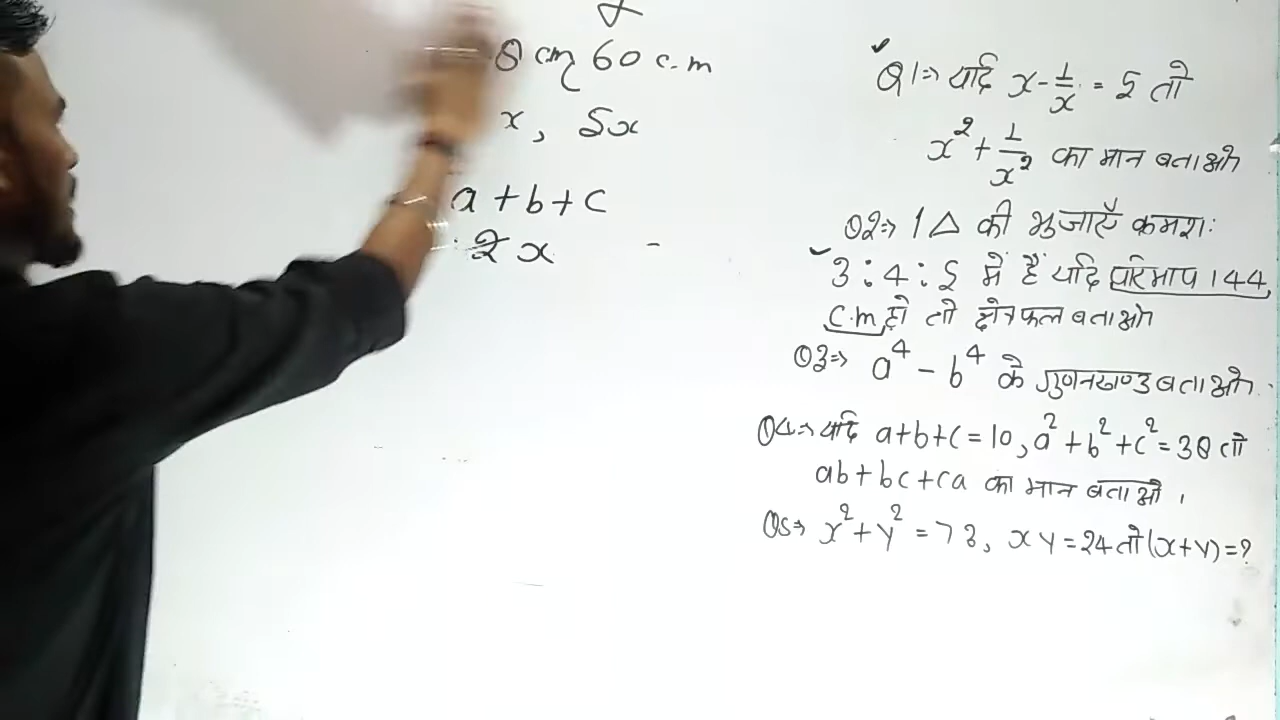 8 cm, 60 c.m
x, 5x
a + b + c
2x
Q1⇒ यदि x - 1/x = 5 तो
x² + 1/x² का मान बताओ
Q2⇒ 1 △ की भुजाएँ कमशः
3 : 4 : 5 में हैं यदि परिमाप 144
c.m हो तो क्षेत्रफल बताओ
Q3⇒ a⁴ - b⁴ के गुणनखण्ड बताओ।
Q4⇒ यदि a+b+c=10, a²+b²+c²=38 तो
ab+bc+ca का मान बताओ।
Q5⇒ x²+y²=73, xy=24 तो (x+y)=?